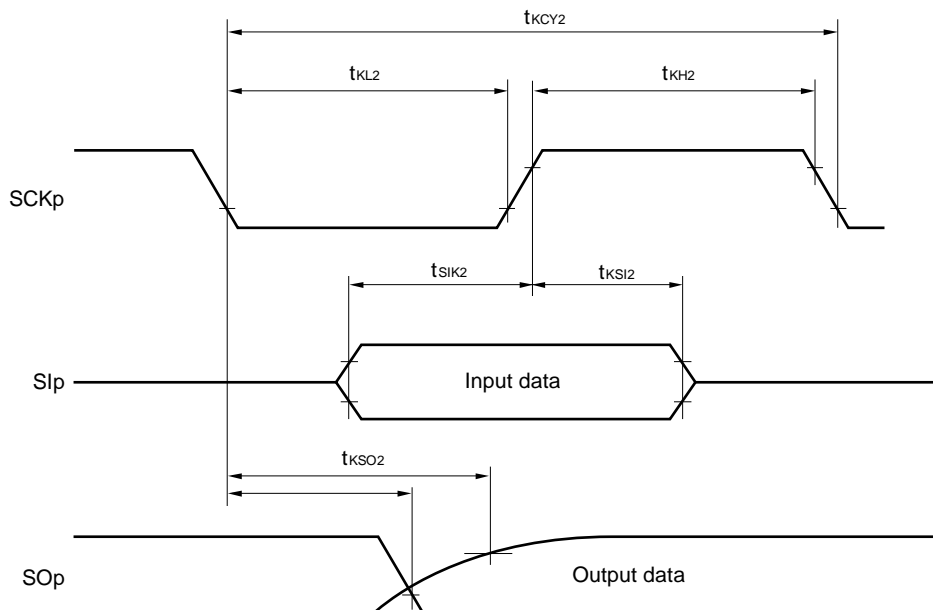 tKCY2
tKL2
tKH2
SCKp
tSIK2
tKSI2
SIp
Input data
tKSO2
SOp
Output data